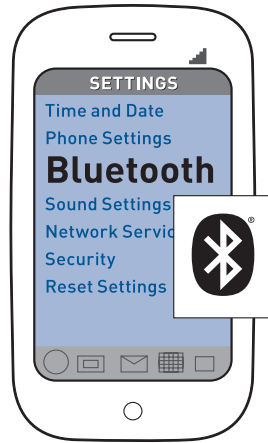 SETTINGS
Time and Date
Phone Settings
Bluetooth
Sound Settings
Network Servic
Security
Reset Settings
®